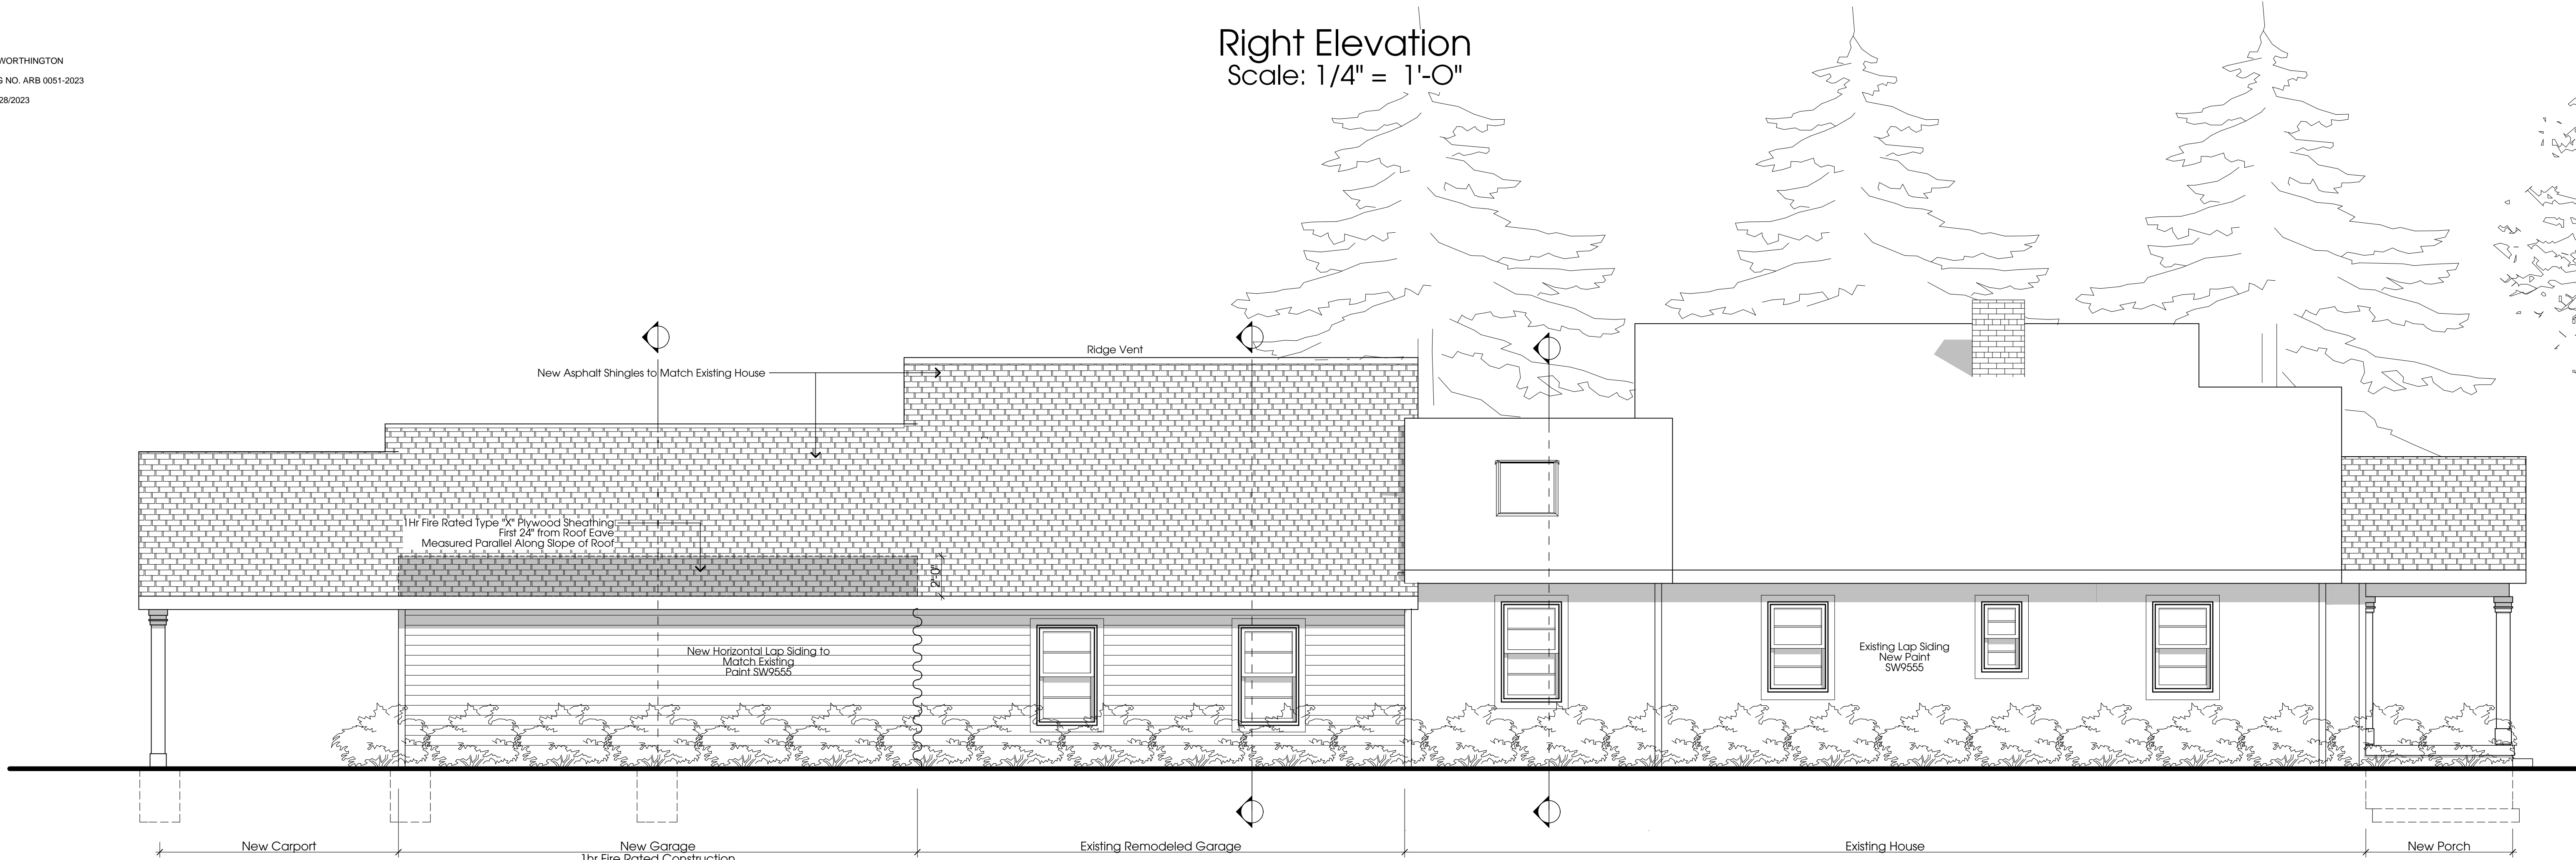 WORTHINGTON
NO. ARB 0051-2023
28/2023
Right Elevation
Scale: 1/4" = 1'-0"
Ridge Vent
New Asphalt Shingles to Match Existing House
1Hr Fire Rated Type "X" Plywood Sheathing
First 24" from Roof Eave
Measured Parallel Along Slope of Roof
2'-0"
New Horizontal Lap Siding to
Match Existing
Paint SW9555
Existing Lap Siding
New Paint
SW9555
New Carport
New Garage
1hr Fire Rated Construction
Existing Remodeled Garage
Existing House
New Porch